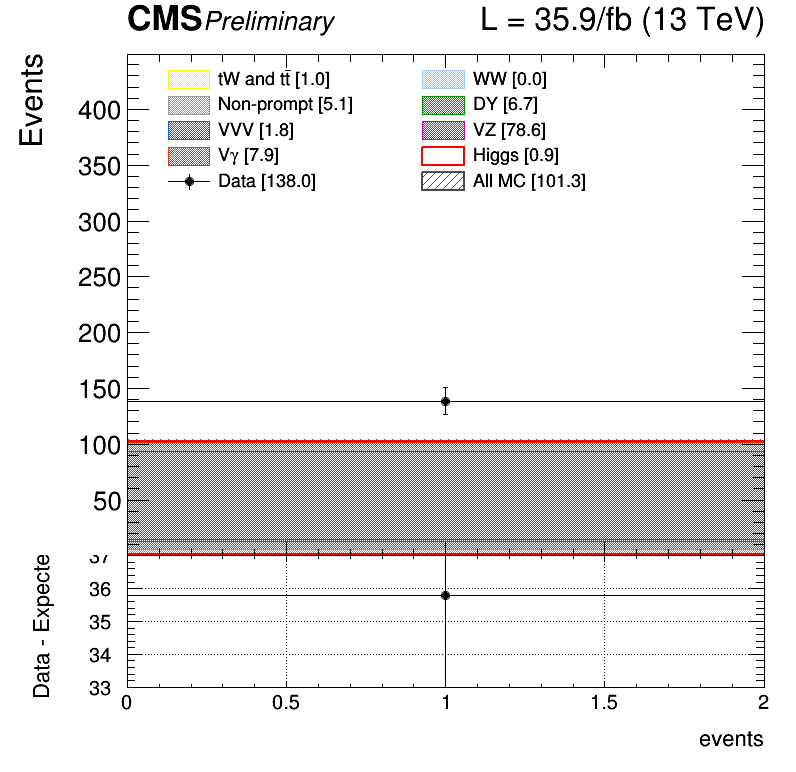 CMS Preliminary L = 35.9/fb (13 TeV)
Events
tW and tt̄ [1.0] WW [0.0]
Non-prompt [5.1] DY [6.7]
VVV [1.8] VZ [78.6]
Vγ [7.9] Higgs [0.9]
Data [138.0] All MC [101.3]
400
350
300
250
200
150
100
50
Data - Expecte
37
36
35
34
33
0 0.5 1 1.5 2
events